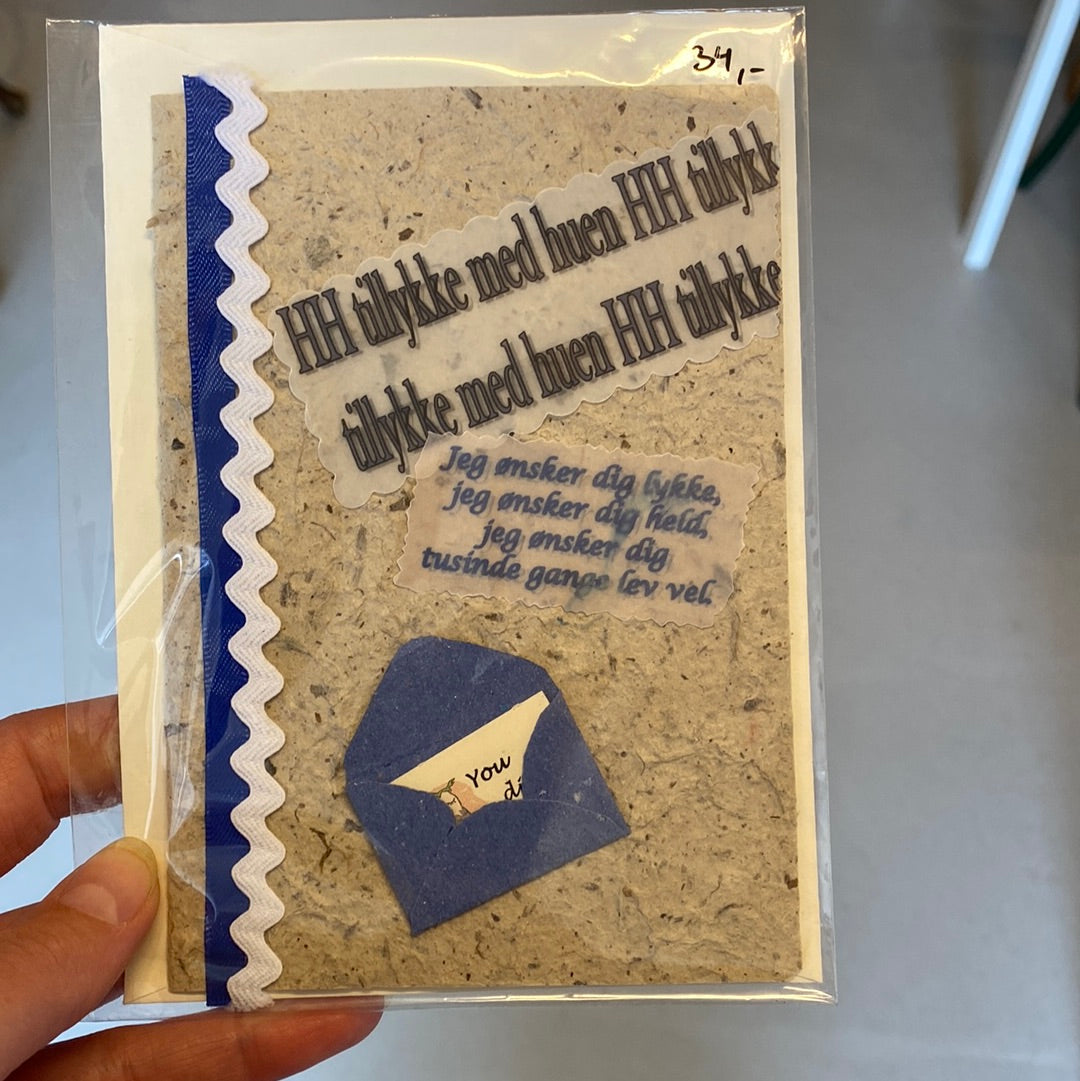 34,-
HH tillykke med huen HH tillykk
tillykke med huen HH tillykke
Jeg ønsker dig lykke,
jeg ønsker dig held,
jeg ønsker dig
tusinde gange lev vel.
You
di